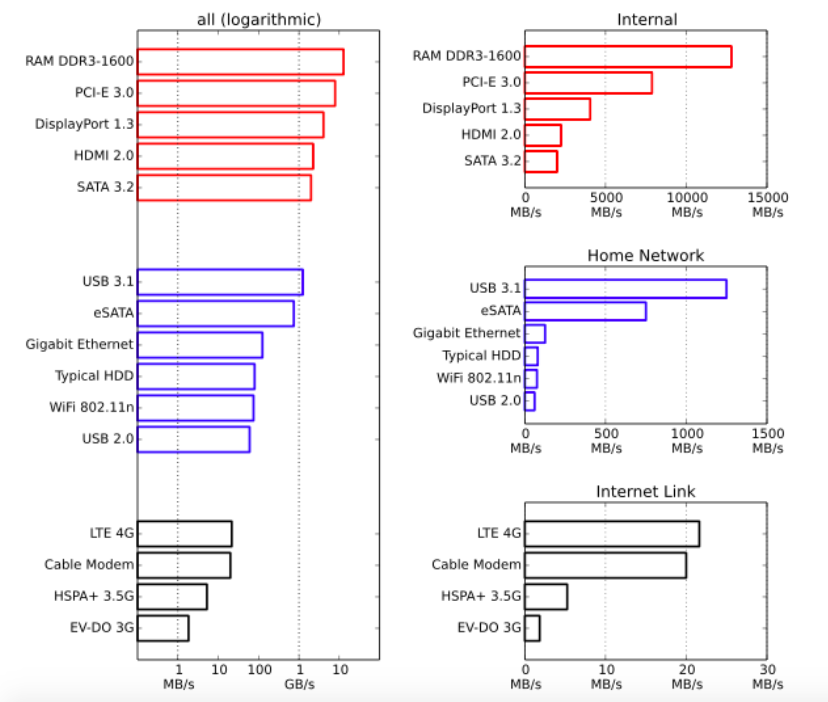 all (logarithmic)
RAM DDR3-1600
PCI-E 3.0
DisplayPort 1.3
HDMI 2.0
SATA 3.2
USB 3.1
eSATA
Gigabit Ethernet
Typical HDD
WiFi 802.11n
USB 2.0
LTE 4G
Cable Modem
HSPA+ 3.5G
EV-DO 3G
1 10 100 1 10
MB/s GB/s
Internal
RAM DDR3-1600
PCI-E 3.0
DisplayPort 1.3
HDMI 2.0
SATA 3.2
0 5000 10000 15000
MB/s MB/s MB/s MB/s
Home Network
USB 3.1
eSATA
Gigabit Ethernet
Typical HDD
WiFi 802.11n
USB 2.0
0 500 1000 1500
MB/s MB/s MB/s MB/s
Internet Link
LTE 4G
Cable Modem
HSPA+ 3.5G
EV-DO 3G
0 10 20 30
MB/s MB/s MB/s MB/s